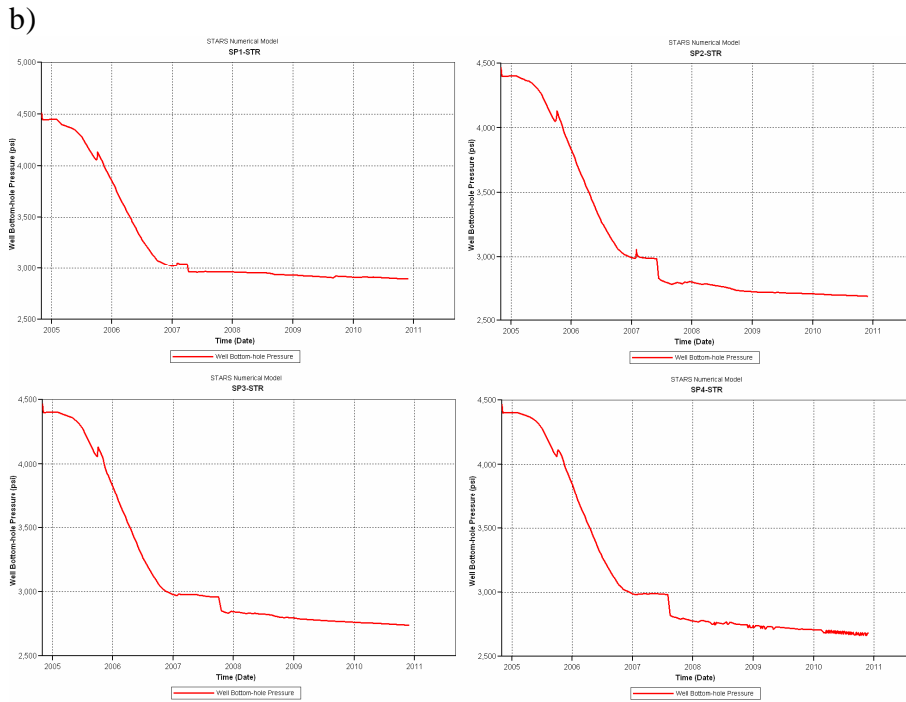 b)
STARS Numerical Model
SP1-STR
Well Bottom-hole Pressure (psi)
5,000
4,500
4,000
3,500
3,000
2,500
2005 2006 2007 2008 2009 2010 2011
Time (Date)
Well Bottom-hole Pressure
STARS Numerical Model
SP2-STR
Well Bottom-hole Pressure (psi)
4,500
4,000
3,500
3,000
2,500
2005 2006 2007 2008 2009 2010 2011
Time (Date)
Well Bottom-hole Pressure
STARS Numerical Model
SP3-STR
Well Bottom-hole Pressure (psi)
4,500
4,000
3,500
3,000
2,500
2005 2006 2007 2008 2009 2010 2011
Time (Date)
Well Bottom-hole Pressure
STARS Numerical Model
SP4-STR
Well Bottom-hole Pressure (psi)
4,500
4,000
3,500
3,000
2,500
2005 2006 2007 2008 2009 2010 2011
Time (Date)
Well Bottom-hole Pressure